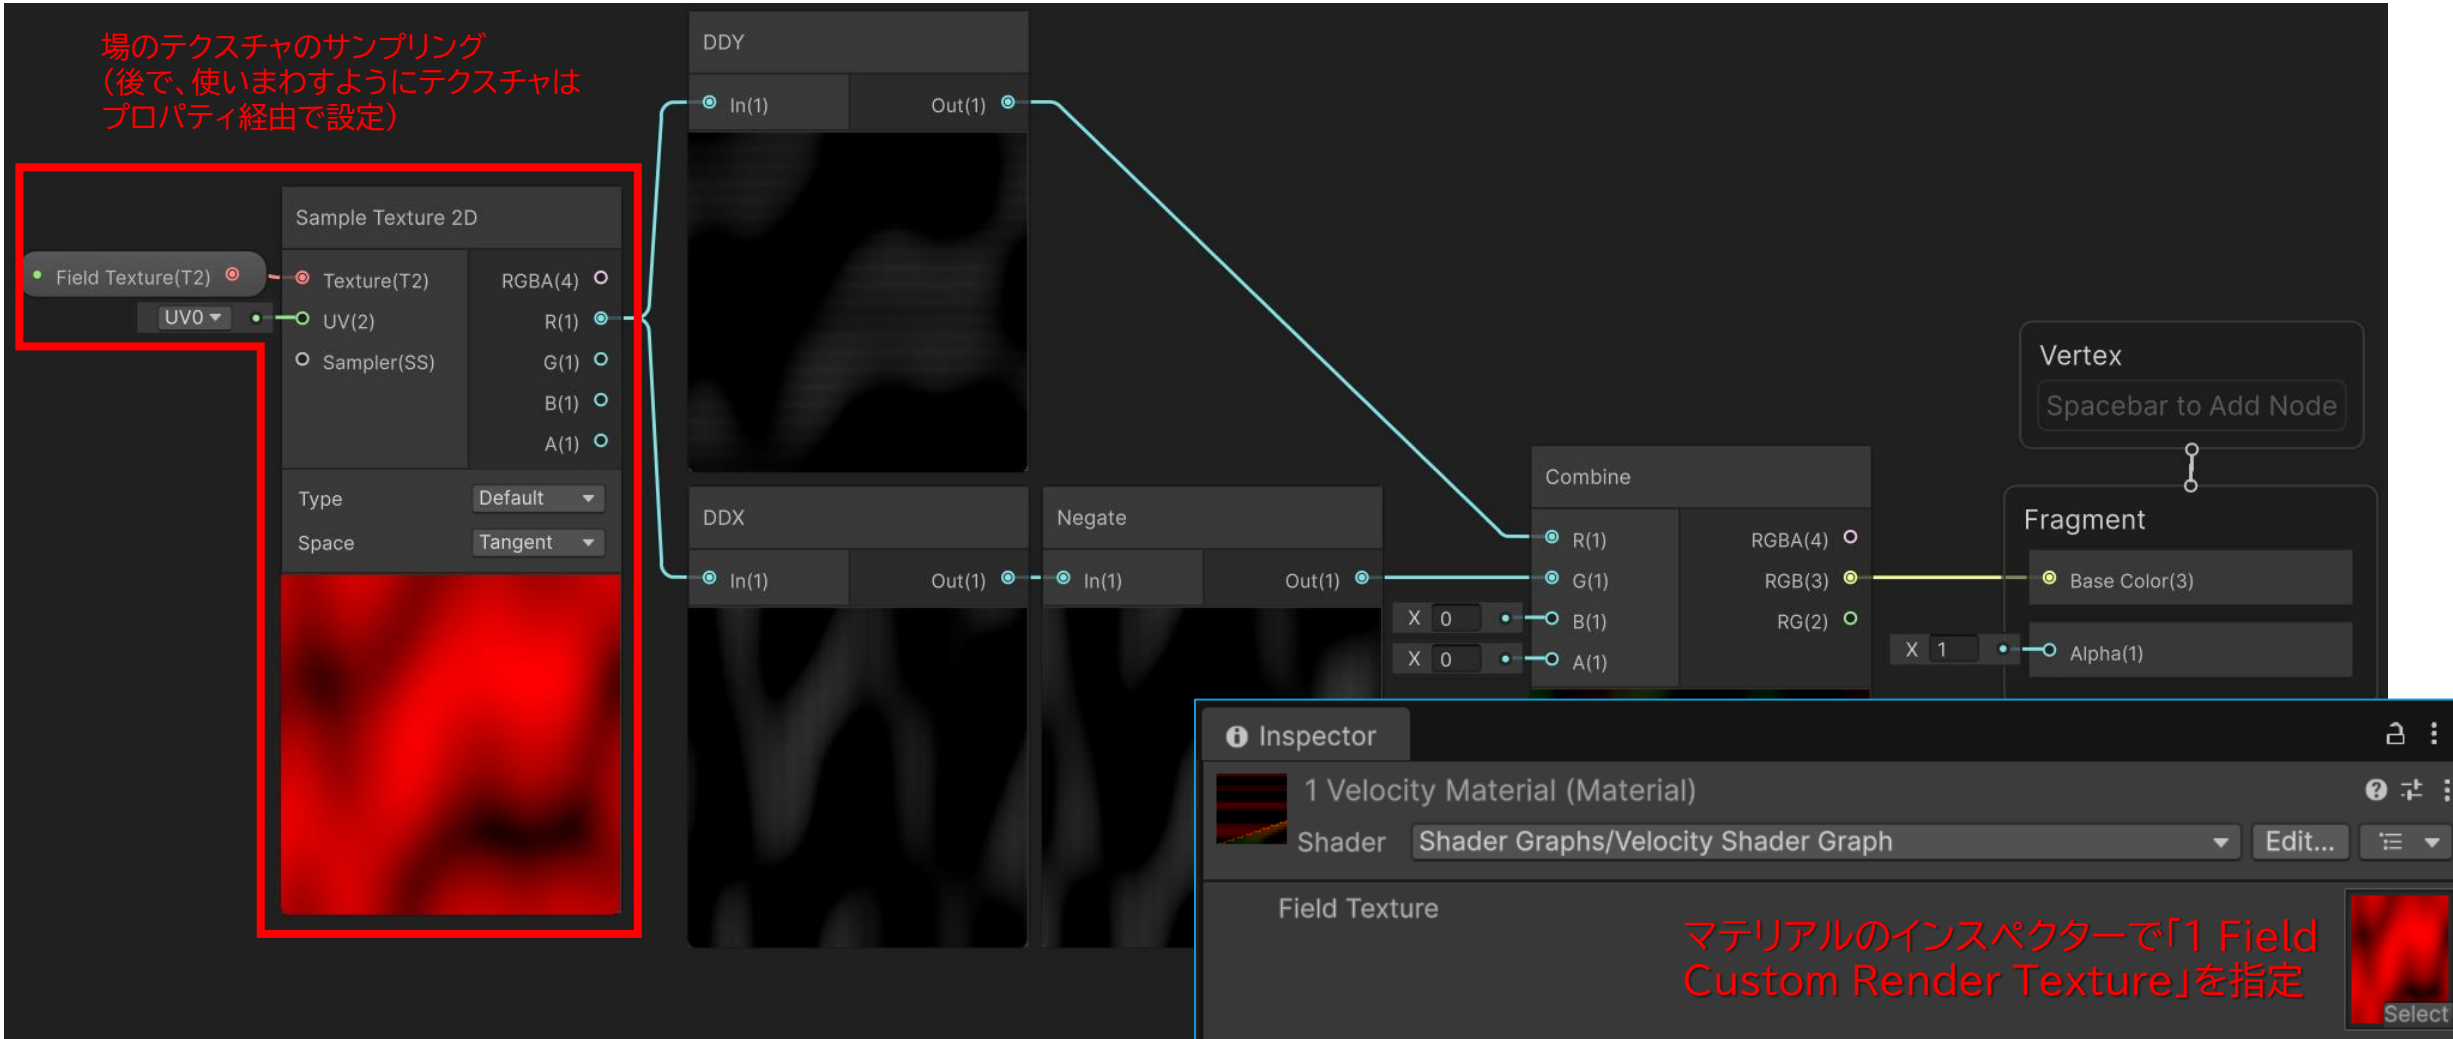 場のテクスチャのサンプリング
（後で、使いまわすようにテクスチャは
プロパティ経由で設定）
Field Texture(T2)
UV0
Sample Texture 2D
Texture(T2)
RGBA(4)
UV(2)
R(1)
Sampler(SS)
G(1)
B(1)
A(1)
Type
Default
Space
Tangent
DDY
In(1)
Out(1)
DDX
In(1)
Out(1)
Negate
In(1)
Out(1)
X 0
X 0
Combine
R(1)
RGBA(4)
G(1)
RGB(3)
B(1)
RG(2)
A(1)
Vertex
Spacebar to Add Node
Fragment
Base Color(3)
X 1
Alpha(1)
Inspector
1 Velocity Material (Material)
Shader
Shader Graphs/Velocity Shader Graph
Edit...
Field Texture
マテリアルのインスペクターで「1 Field
Custom Render Texture」を指定
Select